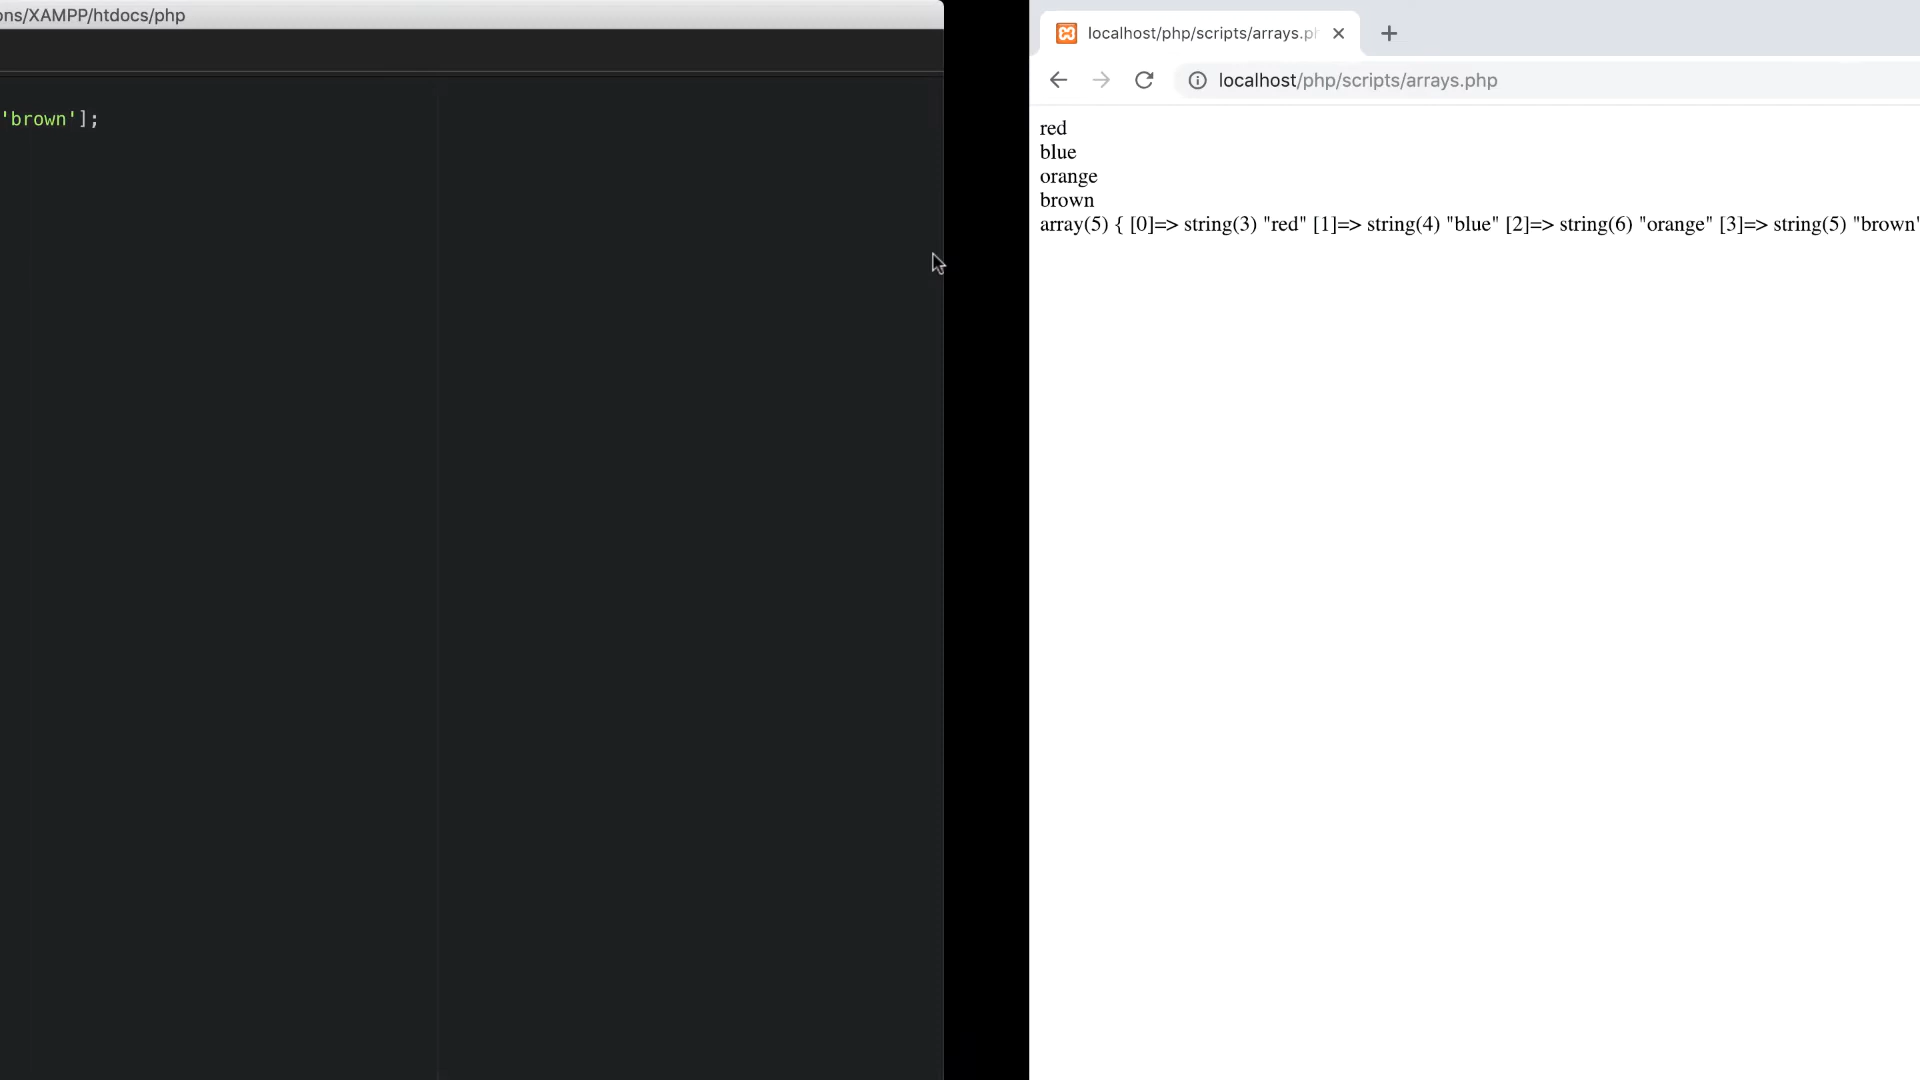 ons/XAMPP/htdocs/php
'brown'];
localhost/php/scripts/arrays.ph
localhost/php/scripts/arrays.php
red
blue
orange
brown
array(5) { [0]=> string(3) "red" [1]=> string(4) "blue" [2]=> string(6) "orange" [3]=> string(5) "brown"